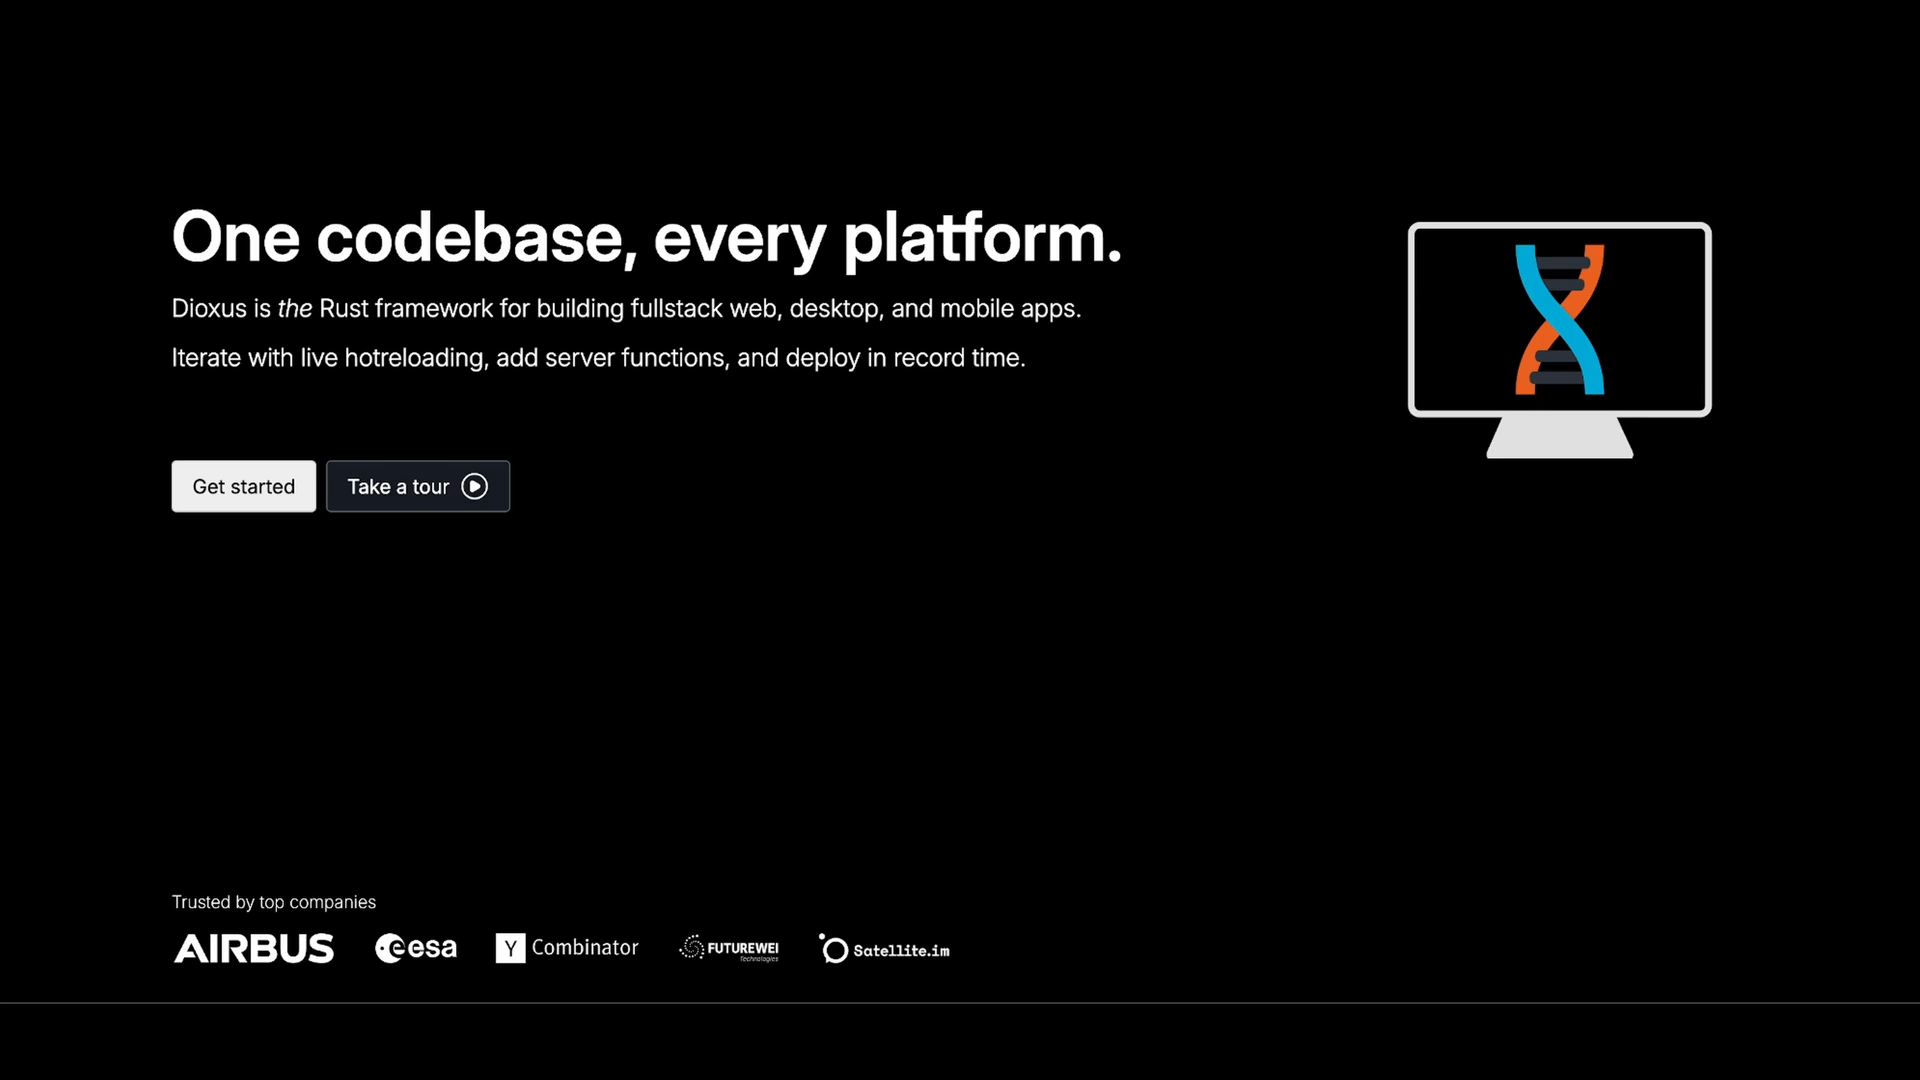 One codebase, every platform.
Dioxus is the Rust framework for building fullstack web, desktop, and mobile apps.
Iterate with live hotreloading, add server functions, and deploy in record time.
Get started
Take a tour
Trusted by top companies
AIRBUS
eesa
Y Combinator
FUTUREWEI
Technologies
Satellite.im